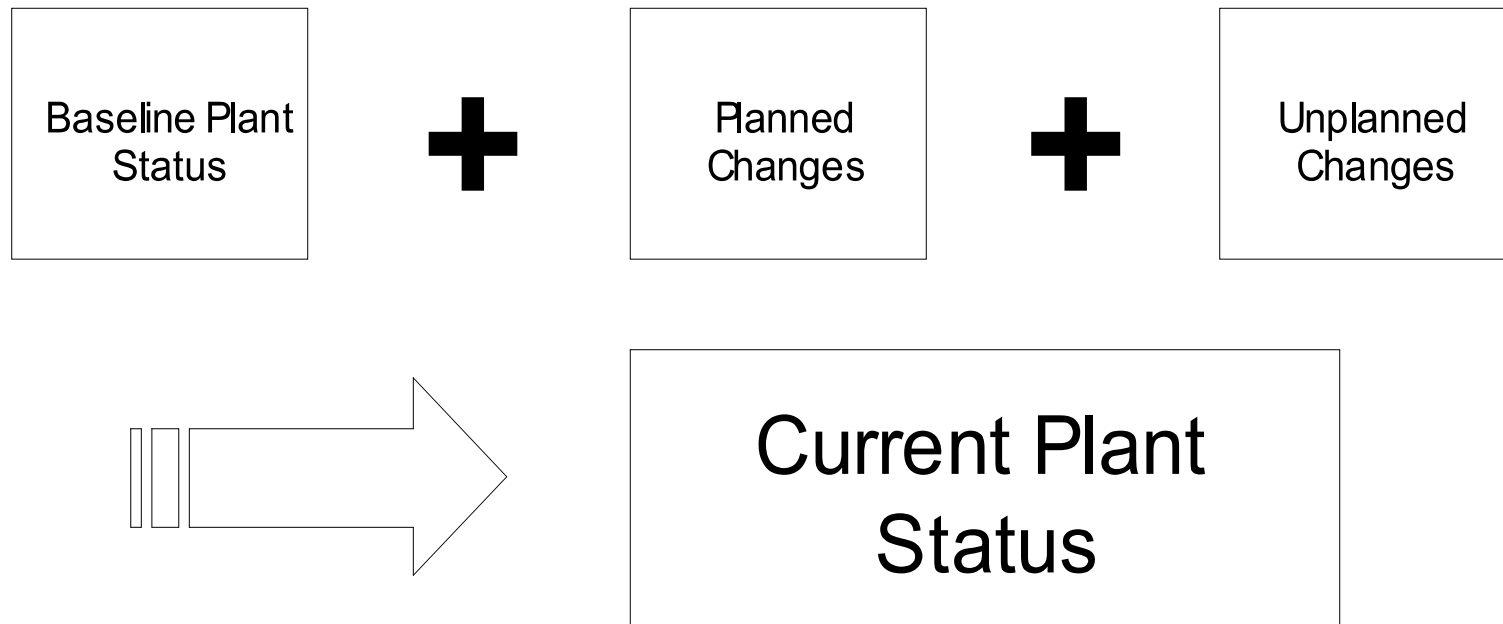 Baseline Plant
Status
Planned
Changes
Unplanned
Changes
Current Plant
Status